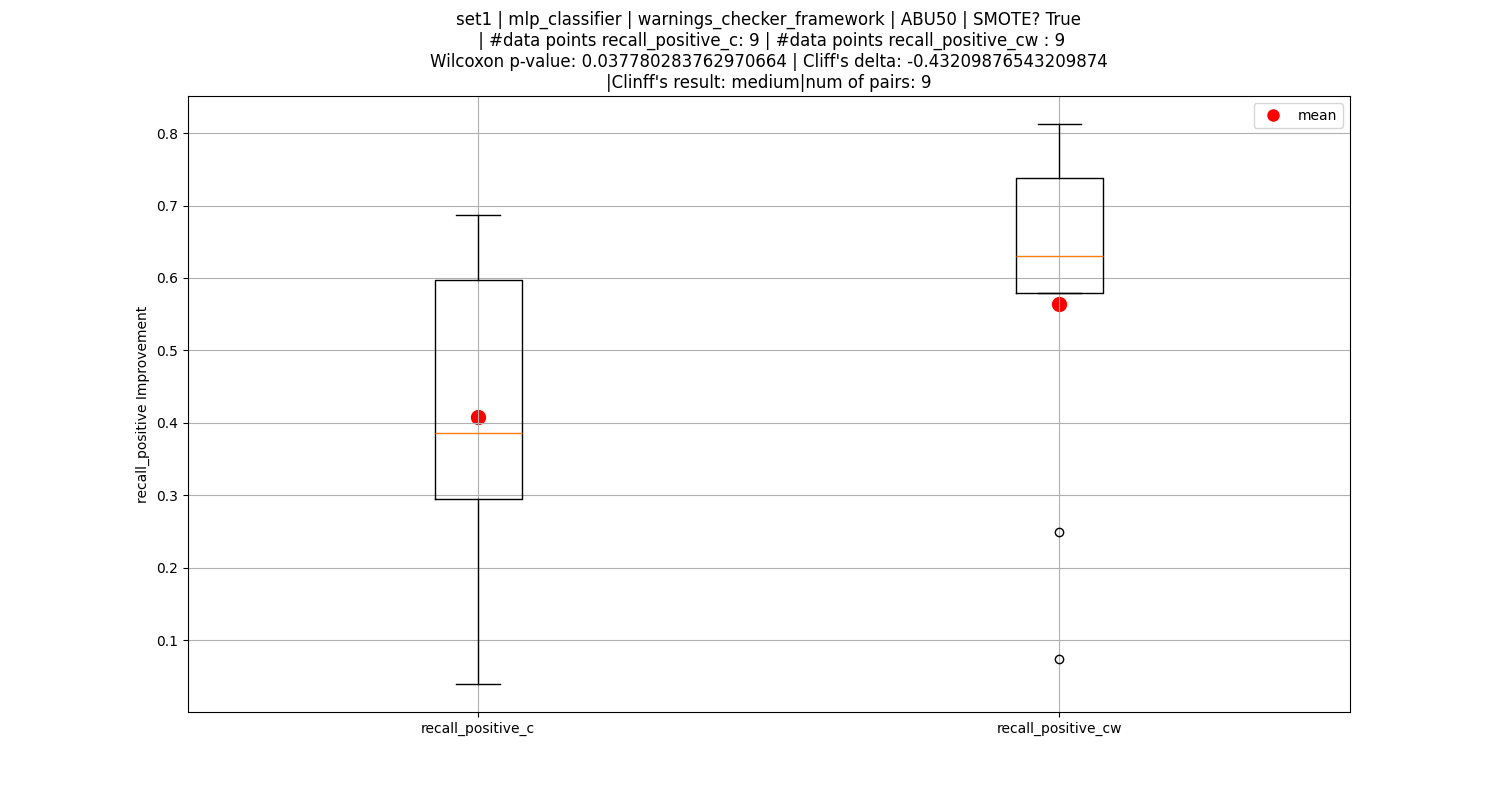 set1 | mlp_classifier | warnings_checker_framework | ABU50 | SMOTE? True
| #data points recall_positive_c: 9 | #data points recall_positive_cw : 9
Wilcoxon p-value: 0.037780283762970664 | Cliff's delta: -0.43209876543209874
|Clinff's result: medium|num of pairs: 9
mean
0.8
0.7
0.6
0.5
0.4
0.3
0.2
0.1
recall_positive Improvement
recall_positive_c
recall_positive_cw